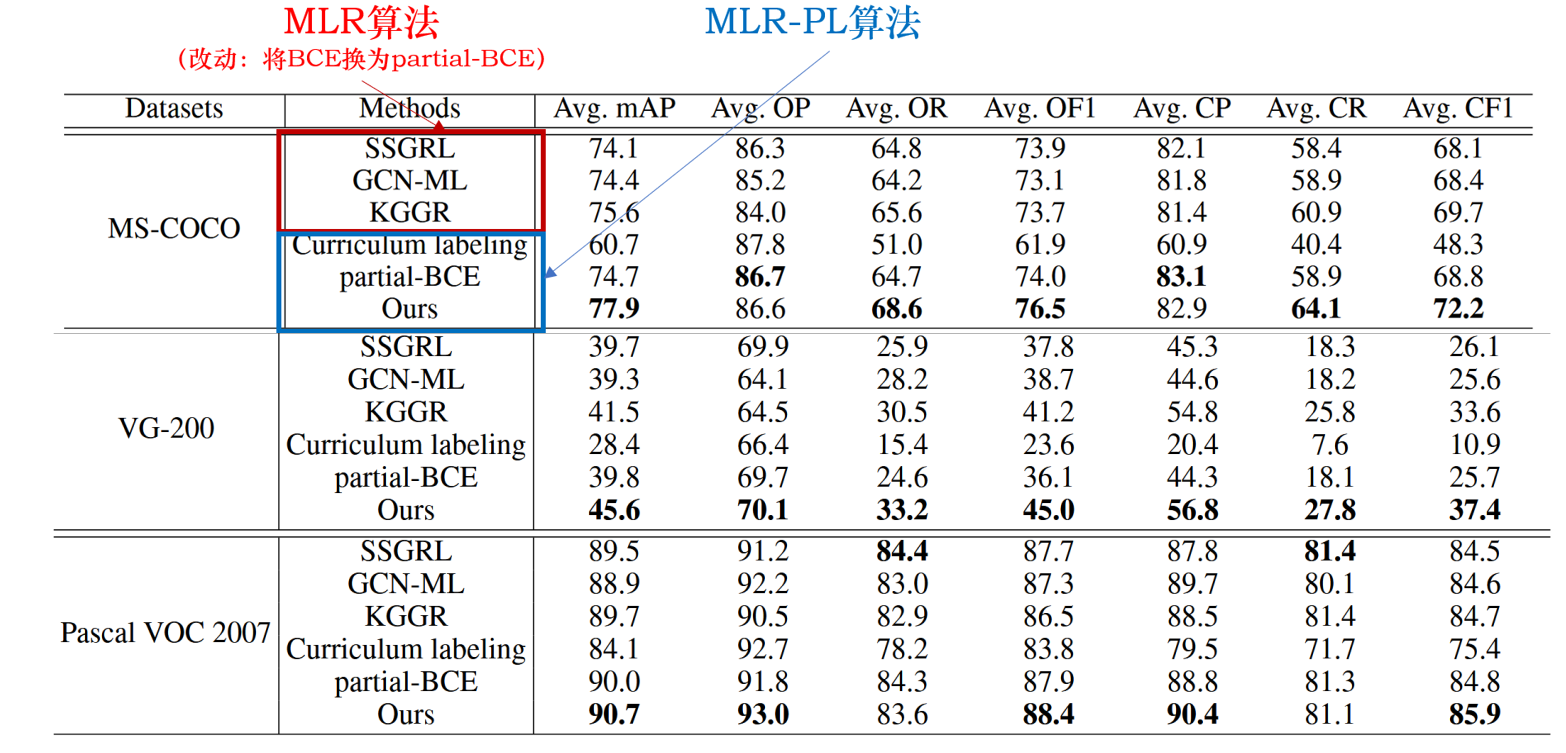 MLR算法 MLR-PL算法
(改动：将BCE换为partial-BCE)
Datasets Methods Avg. mAP Avg. OP Avg. OR Avg. OF1 Avg. CP Avg. CR Avg. CF1
SSGRL 74.1 86.3 64.8 73.9 82.1 58.4 68.1
GCN-ML 74.4 85.2 64.2 73.1 81.8 58.9 68.4
KGGR 75.6 84.0 65.6 73.7 81.4 60.9 69.7
MS-COCO
Curriculum labeling 60.7 87.8 51.0 61.9 60.9 40.4 48.3
partial-BCE 74.7 86.7 64.7 74.0 83.1 58.9 68.8
Ours 77.9 86.6 68.6 76.5 82.9 64.1 72.2
SSGRL 39.7 69.9 25.9 37.8 45.3 18.3 26.1
GCN-ML 39.3 64.1 28.2 38.7 44.6 18.2 25.6
KGGR 41.5 64.5 30.5 41.2 54.8 25.8 33.6
VG-200
Curriculum labeling 28.4 66.4 15.4 23.6 20.4 7.6 10.9
partial-BCE 39.8 69.7 24.6 36.1 44.3 18.1 25.7
Ours 45.6 70.1 33.2 45.0 56.8 27.8 37.4
SSGRL 89.5 91.2 84.4 87.7 87.8 81.4 84.5
GCN-ML 88.9 92.2 83.0 87.3 89.7 80.1 84.6
KGGR 89.7 90.5 82.9 86.5 88.5 81.4 84.7
Pascal VOC 2007
Curriculum labeling 84.1 92.7 78.2 83.8 79.5 71.7 75.4
partial-BCE 90.0 91.8 84.3 87.9 88.8 81.3 84.8
Ours 90.7 93.0 83.6 88.4 90.4 81.1 85.9